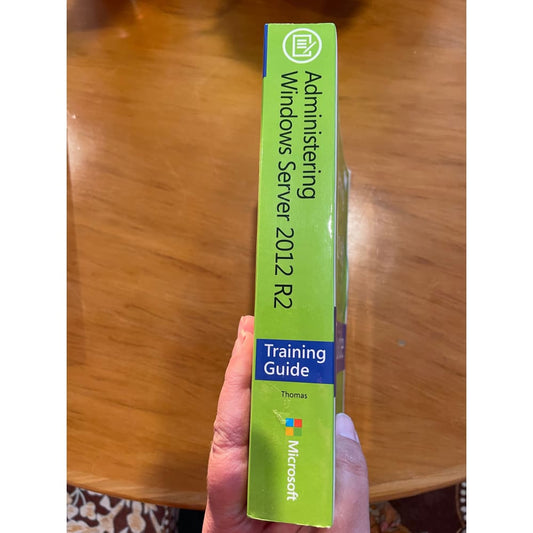 Administering
Windows Server 2012 R2
Training
Guide
Thomas
Microsoft